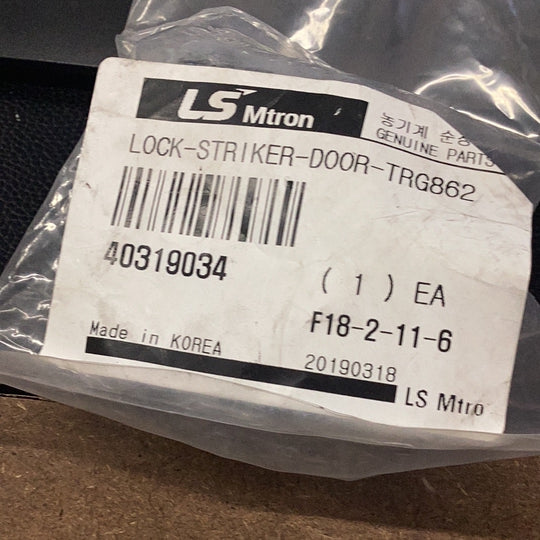 LS Mtron
농기계 순정
GENUINE PARTS
LOCK-STRIKER-DOOR-TRG862
40319034
( 1 ) EA
F18-2-11-6
Made in KOREA
20190318
LS Mtro